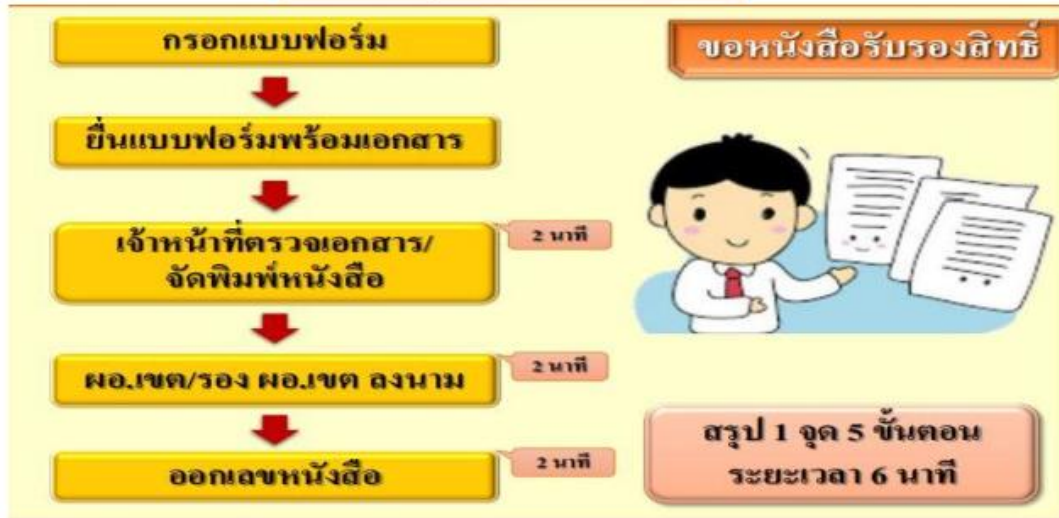 กรอกแบบฟอร์ม
ขอหนังสือรับรองสิทธิ์
ยื่นแบบฟอร์มพร้อมเอกสาร
เจ้าหน้าที่ตรวจเอกสาร/
จัดพิมพ์หนังสือ
2 นาที
ผอ.เขต/รอง ผอ.เขต ลงนาม
2 นาที
ออกเลขหนังสือ
2 นาที
สรุป 1 จุด 5 ขั้นตอน
ระยะเวลา 6 นาที